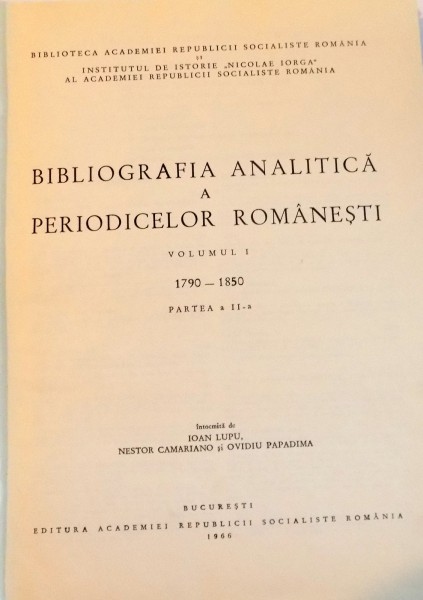 BIBLIOTECA ACADEMIEI REPUBLICII SOCIALISTE ROMÂNIA
ȘI
INSTITUTUL DE ISTORIE „NICOLAE IORGA"
AL ACADEMIEI REPUBLICII SOCIALISTE ROMÂNIA
BIBLIOGRAFIA ANALITICĂ
A
PERIODICELOR ROMÂNEȘTI
VOLUMUL I
1790 — 1850
PARTEA a II-a
Întocmită de
IOAN LUPU,
NESTOR CAMARIANO și OVIDIU PAPADIMA
BUCUREȘTI
EDITURA ACADEMIEI REPUBLICII SOCIALISTE ROMÂNIA
1966